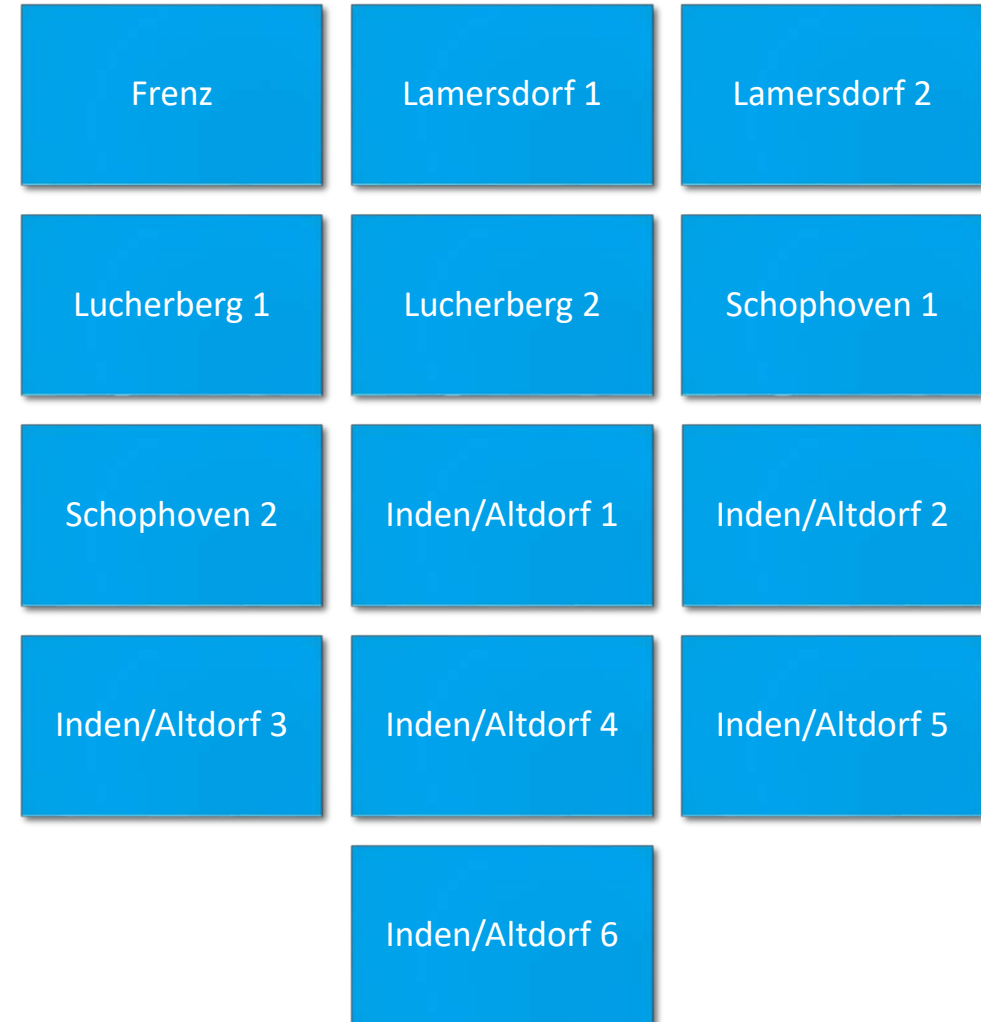 Frenz
Lamersdorf 1
Lamersdorf 2
Lucherberg 1
Lucherberg 2
Schophoven 1
Schophoven 2
Inden/Altdorf 1
Inden/Altdorf 2
Inden/Altdorf 3
Inden/Altdorf 4
Inden/Altdorf 5
Inden/Altdorf 6